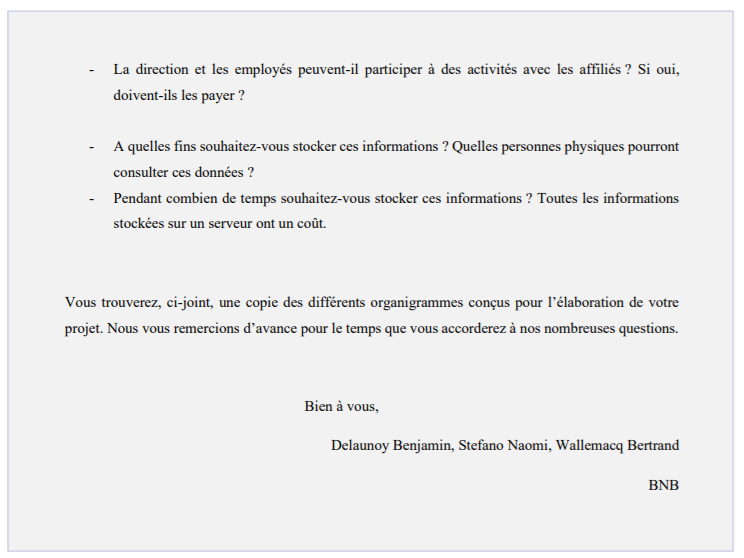 - La direction et les employés peuvent-il participer à des activités avec les affiliés ? Si oui,
doivent-ils les payer ?
- A quelles fins souhaitez-vous stocker ces informations ? Quelles personnes physiques pourront
consulter ces données ?
- Pendant combien de temps souhaitez-vous stocker ces informations ? Toutes les informations
stockées sur un serveur ont un coût.
Vous trouverez, ci-joint, une copie des différents organigrammes conçus pour l’élaboration de votre
projet. Nous vous remercions d’avance pour le temps que vous accorderez à nos nombreuses questions.
Bien à vous,
Delaunoy Benjamin, Stefano Naomi, Wallemacq Bertrand
BNB